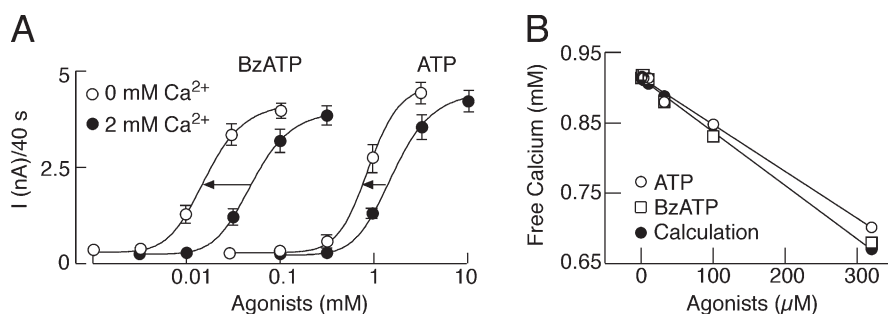 A
BzATP
ATP
0 mM Ca²⁺
2 mM Ca²⁺
I (nA)/40 s
5
2.5
0
0.01
0.1
1
10
Agonists (mM)
B
Free Calcium (mM)
0.95
0.85
0.75
0.65
ATP
BzATP
Calculation
0
100
200
300
Agonists (µM)